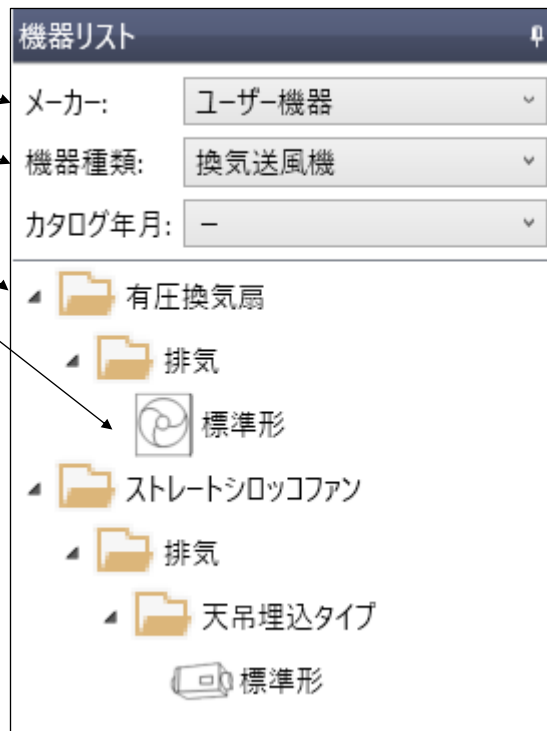 機器リスト
メーカー: ユーザー機器
機器種類: 換気送風機
カタログ年月: －
有圧換気扇
排気
標準形
ストレートシロッコファン
排気
天吊埋込タイプ
標準形